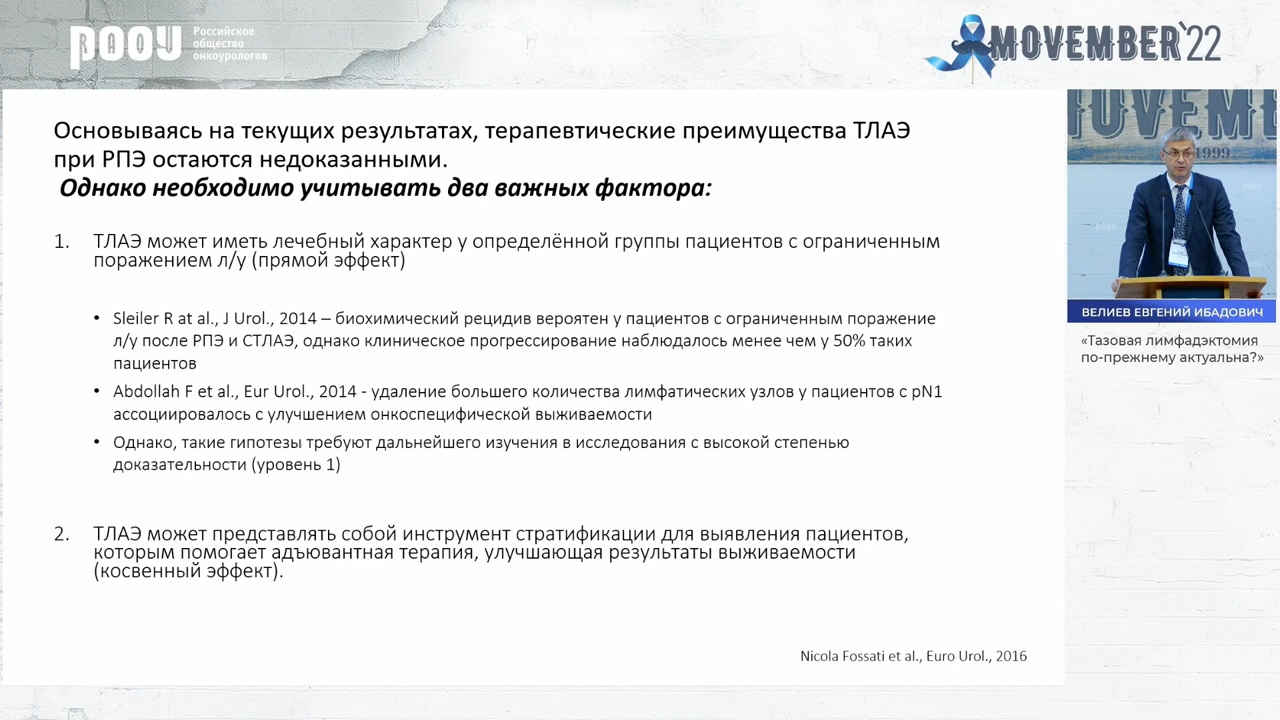 РООУ
RAOU
Российское
общество
онкоурологов
MOVEMBER'22
Основываясь на текущих результатах, терапевтические преимущества ТЛАЭ
при РПЭ остаются недоказанными.
Однако необходимо учитывать два важных фактора:
1. ТЛАЭ может иметь лечебный характер у определённой группы пациентов с ограниченным
поражением л/у (прямой эффект)
• Sleiler R at al., J Urol., 2014 – биохимический рецидив вероятен у пациентов с ограниченным поражение
л/у после РПЭ и СТЛАЭ, однако клиническое прогрессирование наблюдалось менее чем у 50% таких
пациентов
• Abdollah F et al., Eur Urol., 2014 - удаление большего количества лимфатических узлов у пациентов с pN1
ассоциировалось с улучшением онкоспецифической выживаемости
• Однако, такие гипотезы требуют дальнейшего изучения в исследования с высокой степенью
доказательности (уровень 1)
2. ТЛАЭ может представлять собой инструмент стратификации для выявления пациентов,
которым помогает адъювантная терапия, улучшающая результаты выживаемости
(косвенный эффект).
Nicola Fossati et al., Euro Urol., 2016
1999
ВЕЛИЕВ ЕВГЕНИЙ ИБАДОВИЧ
«Тазовая лимфадэктомия
по-прежнему актуальна?»